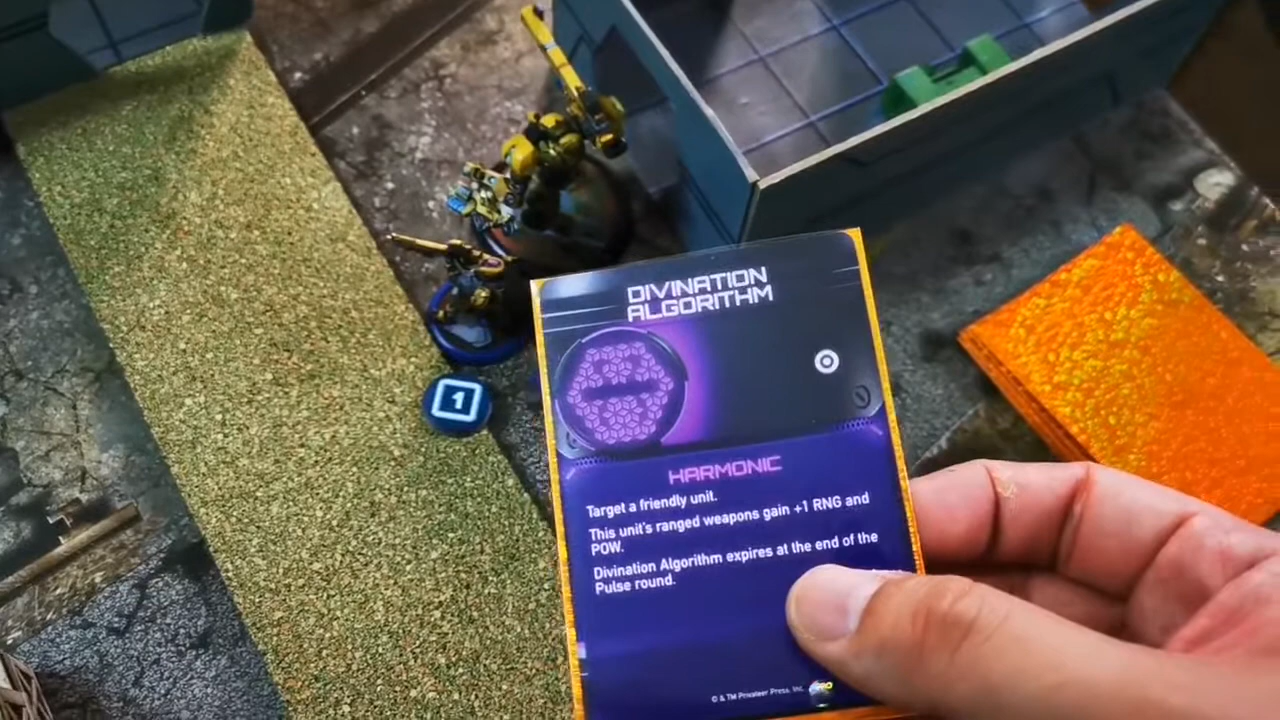 DIVINATION
ALGORITHM
1
HARMONIC
Target a friendly unit.
This unit's ranged weapons gain +1 RNG and
POW.
Divination Algorithm expires at the end of the
Pulse round.
© & TM Privateer Press, Inc.